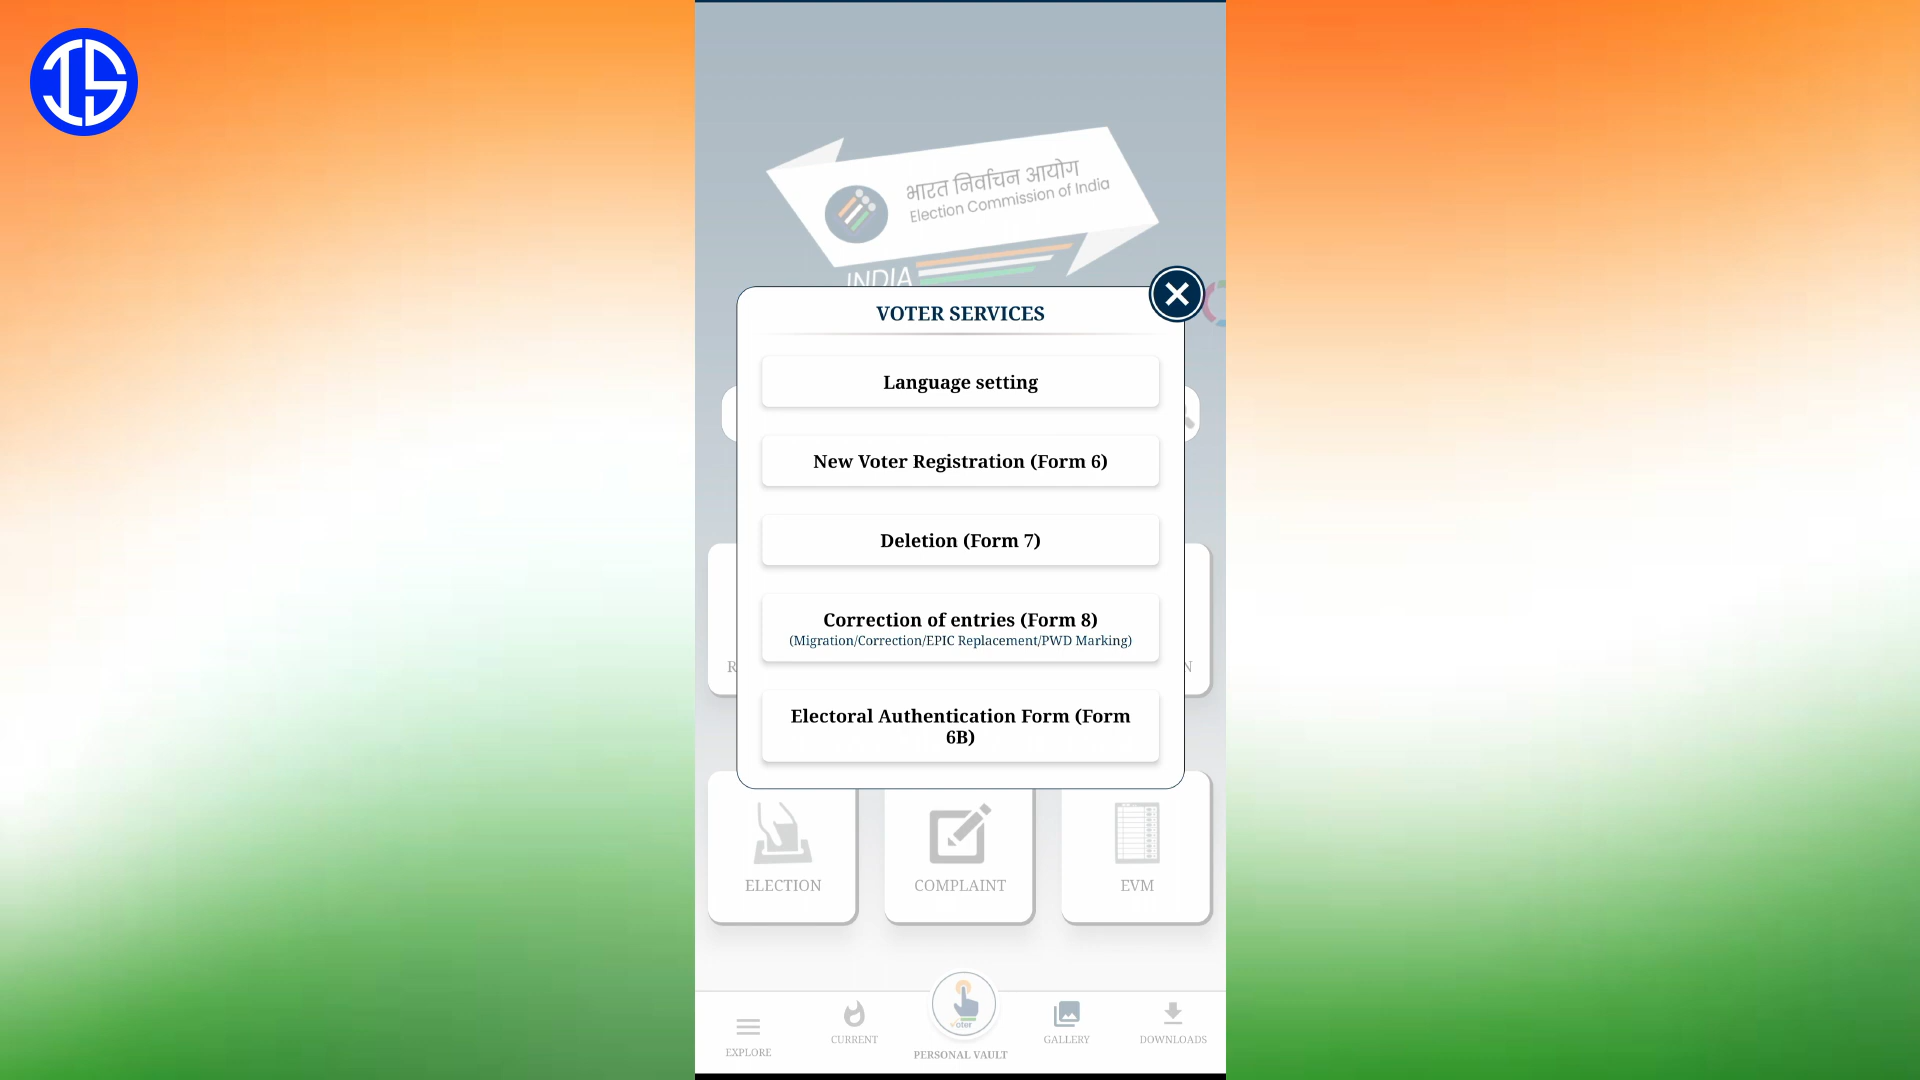 भारत निर्वाचन आयोग
Election Commission of India
INDIA
VOTER SERVICES
Language setting
New Voter Registration (Form 6)
Deletion (Form 7)
Correction of entries (Form 8)
(Migration/Correction/EPIC Replacement/PWD Marking)
Electoral Authentication Form (Form
6B)
ELECTION
COMPLAINT
EVM
EXPLORE
CURRENT
voter
PERSONAL VAULT
GALLERY
DOWNLOADS